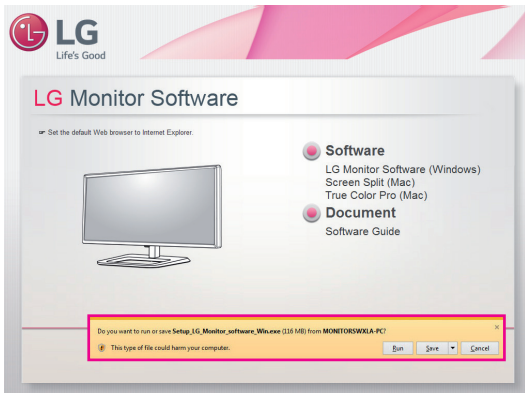 LG
Life's Good
LG Monitor Software
☞ Set the default Web browser to Internet Explorer.
Software
LG Monitor Software (Windows)
Screen Split (Mac)
True Color Pro (Mac)
Document
Software Guide
Do you want to run or save Setup_LG_Monitor_software_Win.exe (116 MB) from MONITORSWXLA-PC?
This type of file could harm your computer.
Run Save Cancel